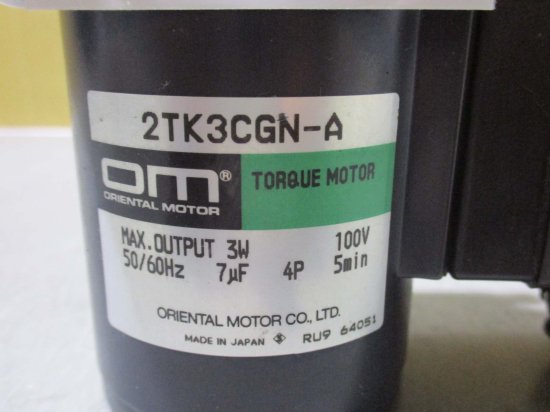 2TK3CGN-A
OM® TORQUE MOTOR
ORIENTAL MOTOR
MAX.OUTPUT 3W 100V
50/60Hz 7μF 4P 5min
ORIENTAL MOTOR CO., LTD.
MADE IN JAPAN S RU9 64051